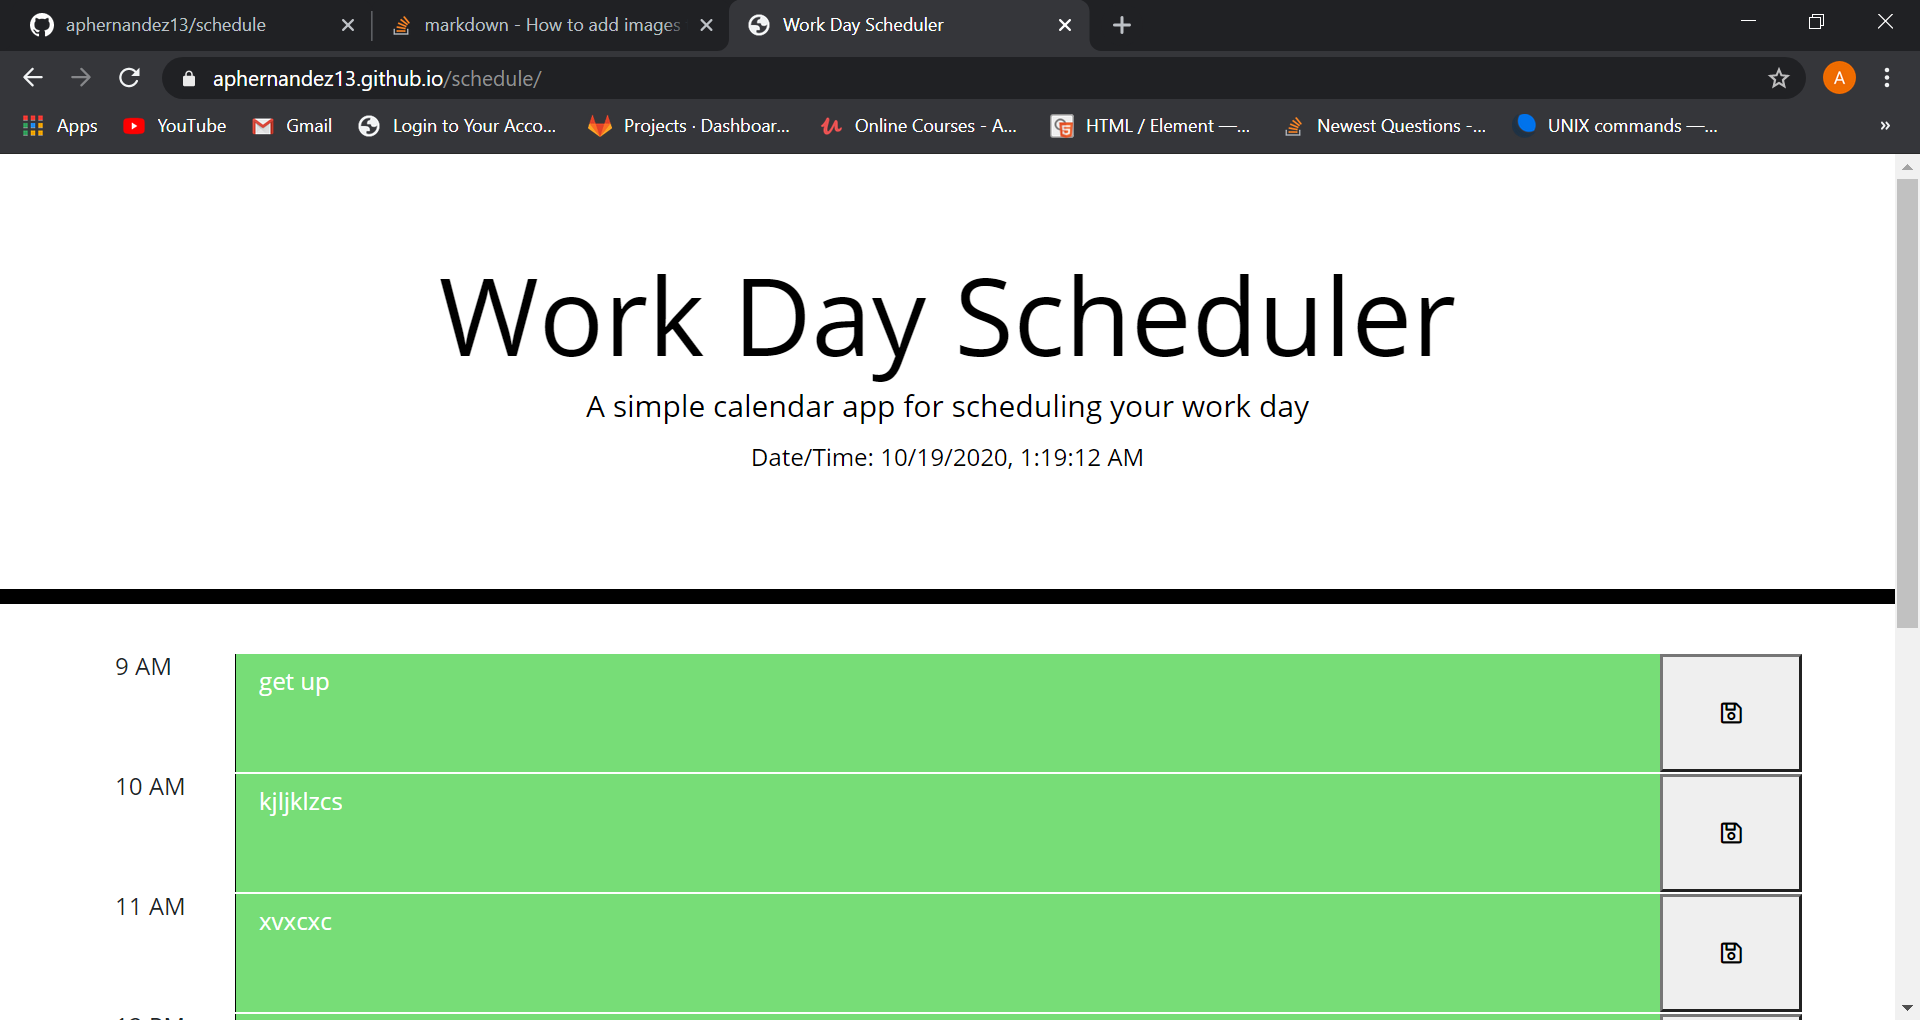 aphernandez13/schedule
markdown - How to add images
Work Day Scheduler
aphernandez13.github.io/schedule/
A
Apps
YouTube
Gmail
Login to Your Acco...
Projects · Dashboar...
Online Courses - A...
HTML / Element —...
Newest Questions -...
UNIX commands —...
»
Work Day Scheduler
A simple calendar app for scheduling your work day
Date/Time: 10/19/2020, 1:19:12 AM
9 AM
get up
10 AM
kjljklzcs
11 AM
xvxcxc